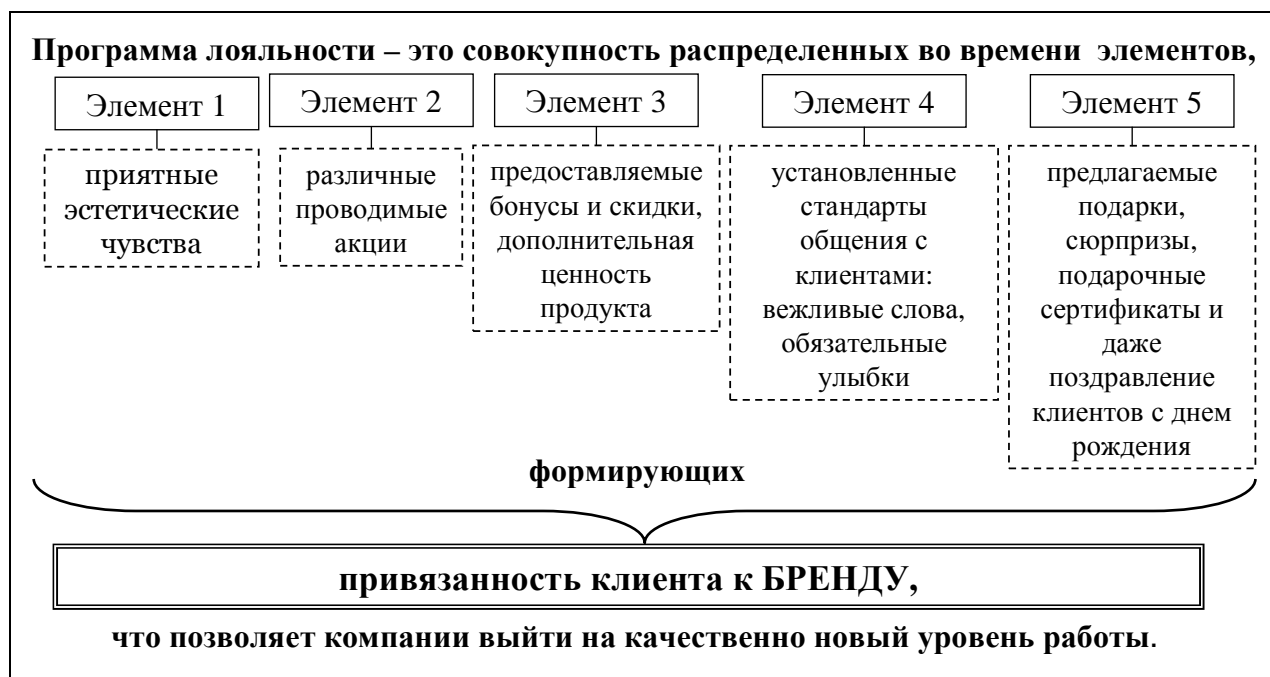 Программа лояльности – это совокупность распределенных во времени элементов,
Элемент 1
приятные
эстетические
чувства
Элемент 2
различные
проводимые
акции
Элемент 3
предоставляемые
бонусы и скидки,
дополнительная
ценность
продукта
Элемент 4
установленные
стандарты
общения с
клиентами:
вежливые слова,
обязательные
улыбки
Элемент 5
предлагаемые
подарки,
сюрпризы,
подарочные
сертификаты и
даже
поздравление
клиентов с днем
рождения
формирующих
привязанность клиента к БРЕНДУ,
что позволяет компании выйти на качественно новый уровень работы.